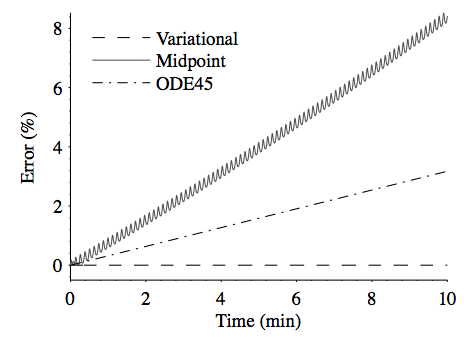 8
Variational
Midpoint
ODE45
6
4
2
0
Error (%)
0 2 4 6 8 10
Time (min)